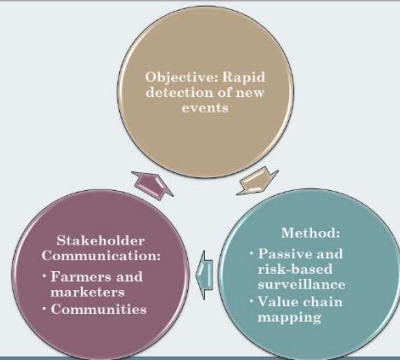 Objective: Rapid
detection of new
events
Method:
· Passive and
risk-based
surveillance
· Value chain
mapping
Stakeholder
Communication:
· Farmers and
marketers
· Communities